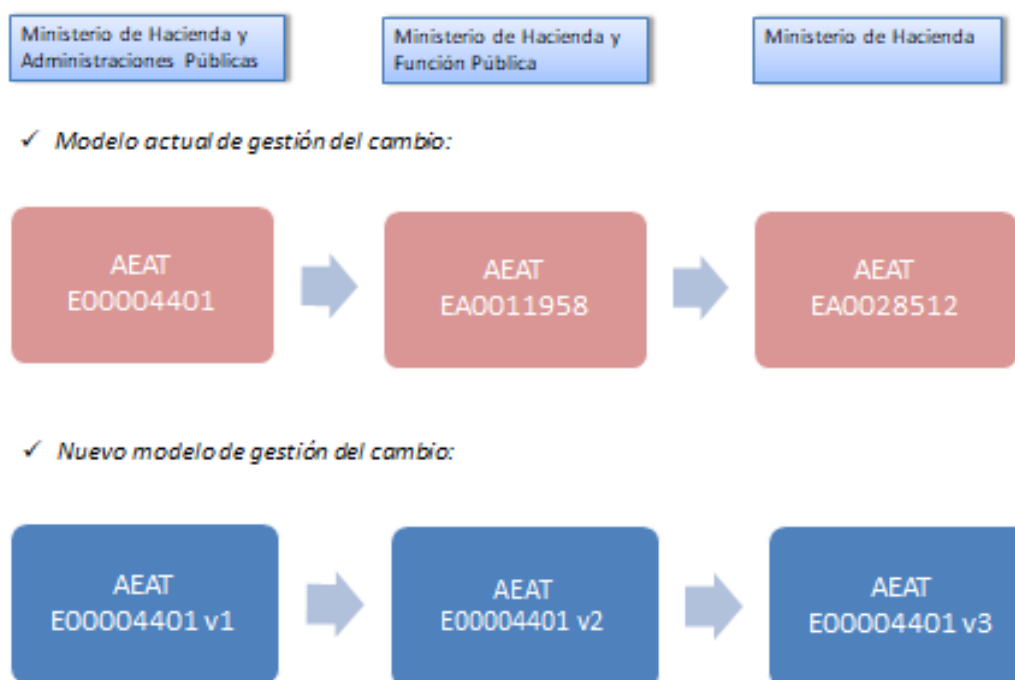 Ministerio de Hacienda y
Administraciones Públicas
Ministerio de Hacienda y
Función Pública
Ministerio de Hacienda
✓ Modelo actual de gestión del cambio:
AEAT
E00004401
AEAT
EA0011958
AEAT
EA0028512
✓ Nuevo modelo de gestión del cambio:
AEAT
E00004401 v1
AEAT
E00004401 v2
AEAT
E00004401 v3